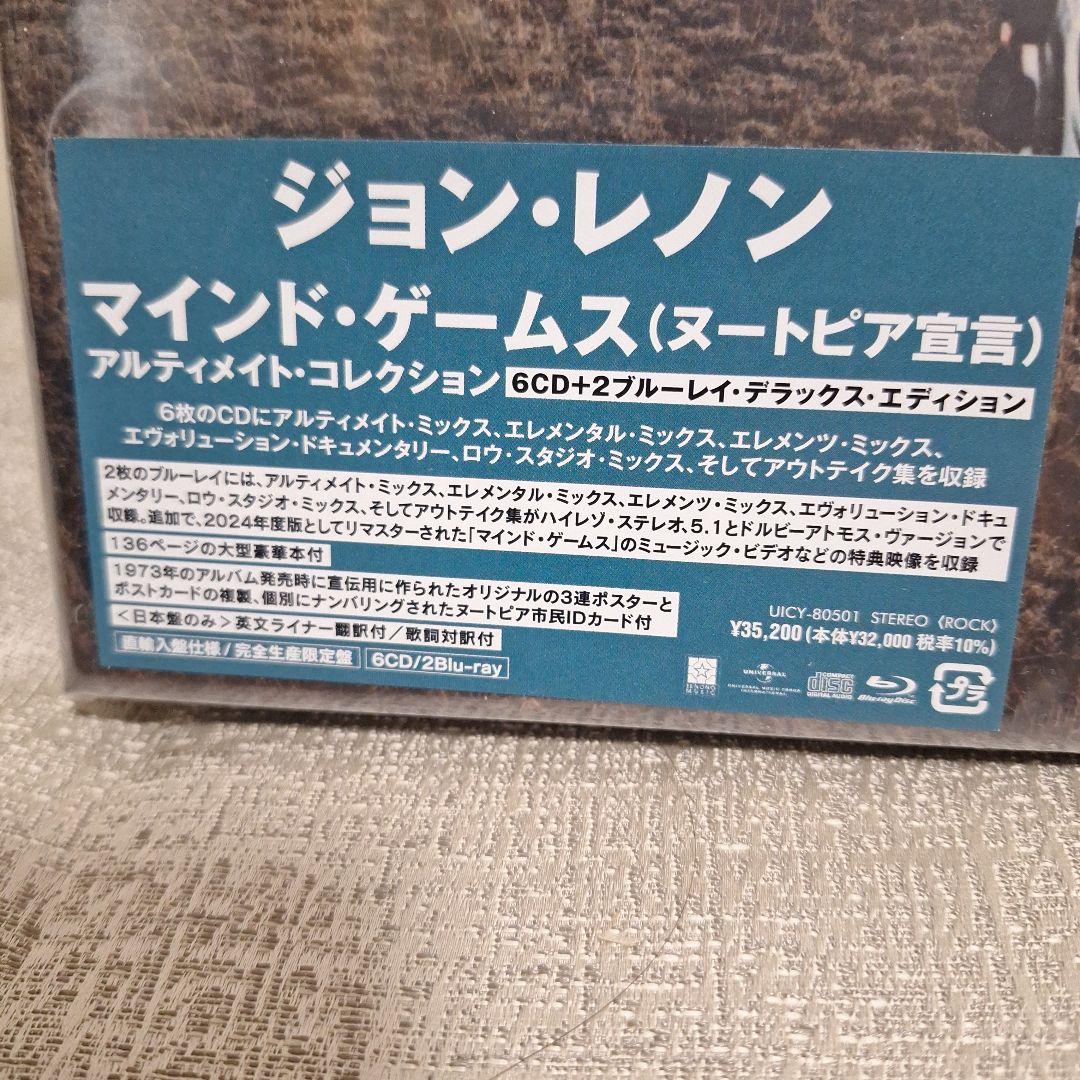 ジョン・レノン
マインド・ゲームス(ヌートピア宣言)
アルティメイト・コレクション 6CD+2ブルーレイ・デラックス・エディション
6枚のCDにアルティメイト・ミックス、エレメンタル・ミックス、エレメンツ・ミックス、
エヴォリューション・ドキュメンタリー、ロウ・スタジオ・ミックス、そしてアウトテイク集を収録
2枚のブルーレイには、アルティメイト・ミックス、エレメンタル・ミックス、エレメンツ・ミックス、エヴォリューション・ドキュ
メンタリー、ロウ・スタジオ・ミックス、そしてアウトテイク集がハイレゾ・ステレオ、5.1とドルビーアトモス・ヴァージョンで
収録。追加で、2024年度版としてリマスターされた「マインド・ゲームス」のミュージック・ビデオなどの特典映像を収録
136ページの大型豪華本付
1973年のアルバム発売時に宣伝用に作られたオリジナルの3連ポスターと
ポストカードの複製、個別にナンバリングされたヌートピア市民IDカード付
<日本盤のみ>英文ライナー翻訳付/歌詞対訳付
直輸入盤仕様/完全生産限定盤 6CD/2Blu-ray
UICY-80501 STEREO 《ROCK》
¥35,200(本体¥32,000 税率10%)
UNIVERSAL
UNIVERSAL MUSIC GROUP
INTERNATIONAL
COMPACT
disc
DIGITAL AUDIO
Blu-ray Disc
プラ